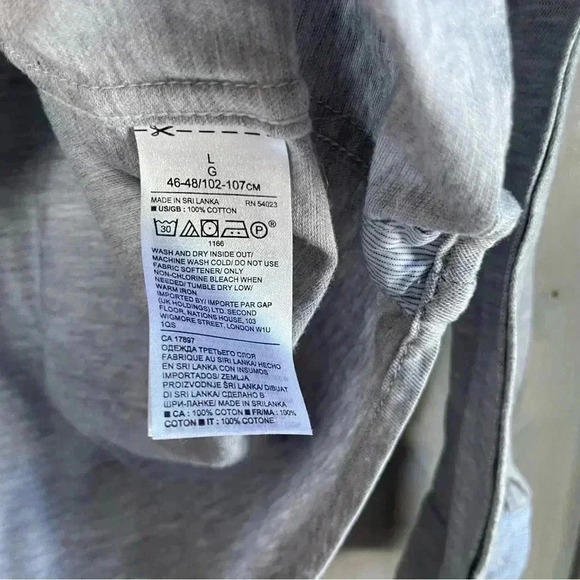 L
G
46-48/102-107CM
MADE IN SRI LANKA RN 54023
■ US/GB : 100% COTTON
30 P®
1166
WASH AND DRY INSIDE OUT/
MACHINE WASH COLD/ DO NOT USE
FABRIC SOFTENER/ ONLY
NON-CHLORINE BLEACH WHEN
NEEDED/ TUMBLE DRY LOW/
WARM IRON
IMPORTED BY:/ IMPORTE PAR GAP
(UK HOLDINGS) LTD. SECOND
FLOOR, NATIONS HOUSE, 103
WIGMORE STREET, LONDON W1U
1QS
CA 17897
ОДЕЖДА ТРЕТЬЕГО СЛОЯ
FABRIQUE AU SRI LANKA/ HECHO
EN SRI LANKA CON INSUMOS
IMPORTADOS/ ZEMLJA
PROIZVODNJE ŠRI LANKA/ DIBUAT
DI SRI LANKA/ СДЕЛАНО В
ШРИ-ЛАНКЕ/ MADE IN SRILANKA
■ CA : 100% COTON ■ FR/MA : 100%
COTON ■ IT : 100% COTONE